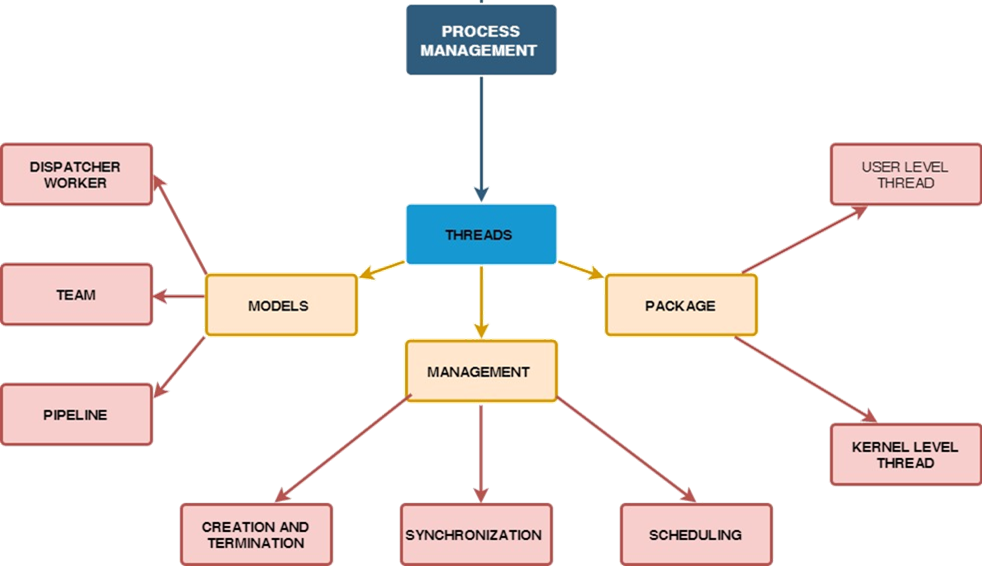 PROCESS
MANAGEMENT
DISPATCHER
WORKER
USER LEVEL
THREAD
THREADS
TEAM
MODELS
PACKAGE
MANAGEMENT
PIPELINE
KERNEL LEVEL
THREAD
CREATION AND
TERMINATION
SYNCHRONIZATION
SCHEDULING